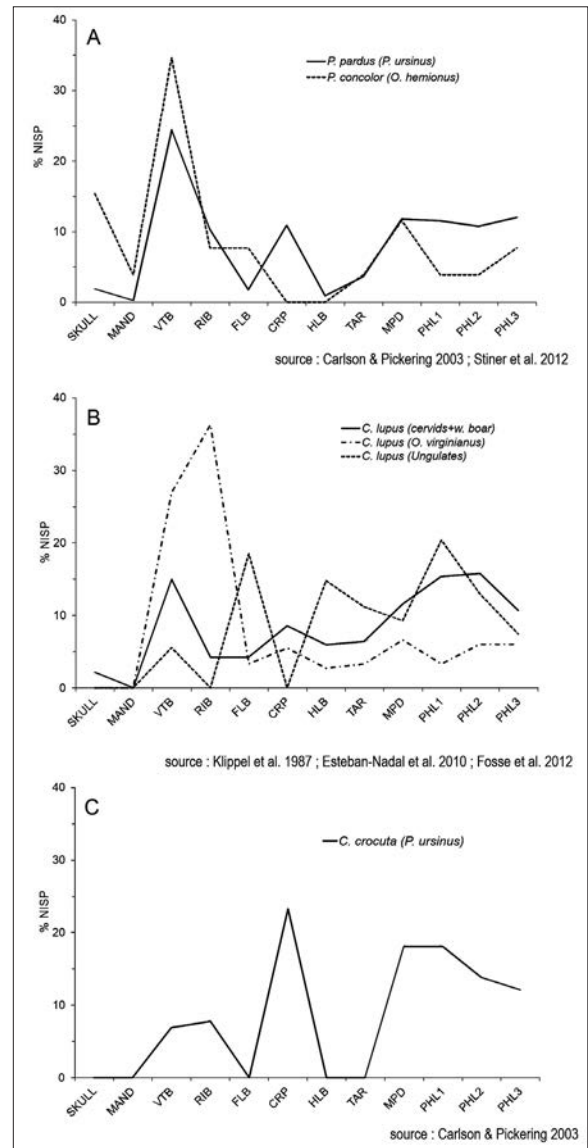 A
P. pardus (P. ursinus)
P. concolor (O. hemionus)
40
30
20
10
0
% NISP
SKULL
MAND
VTB
RIB
FLB
CRP
HLB
TAR
MPD
PHL1
PHL2
PHL3
source : Carlson & Pickering 2003 ; Stiner et al. 2012
B
C. lupus (cervids+w. boar)
C. lupus (O. virginianus)
C. lupus (Ungulates)
40
30
20
10
0
% NISP
SKULL
MAND
VTB
RIB
FLB
CRP
HLB
TAR
MPD
PHL1
PHL2
PHL3
source : Klippel et al. 1987 ; Esteban-Nadal et al. 2010 ; Fosse et al. 2012
C
C. crocuta (P. ursinus)
40
30
20
10
0
% NISP
SKULL
MAND
VTB
RIB
FLB
CRP
HLB
TAR
MPD
PHL1
PHL2
PHL3
source : Carlson & Pickering 2003